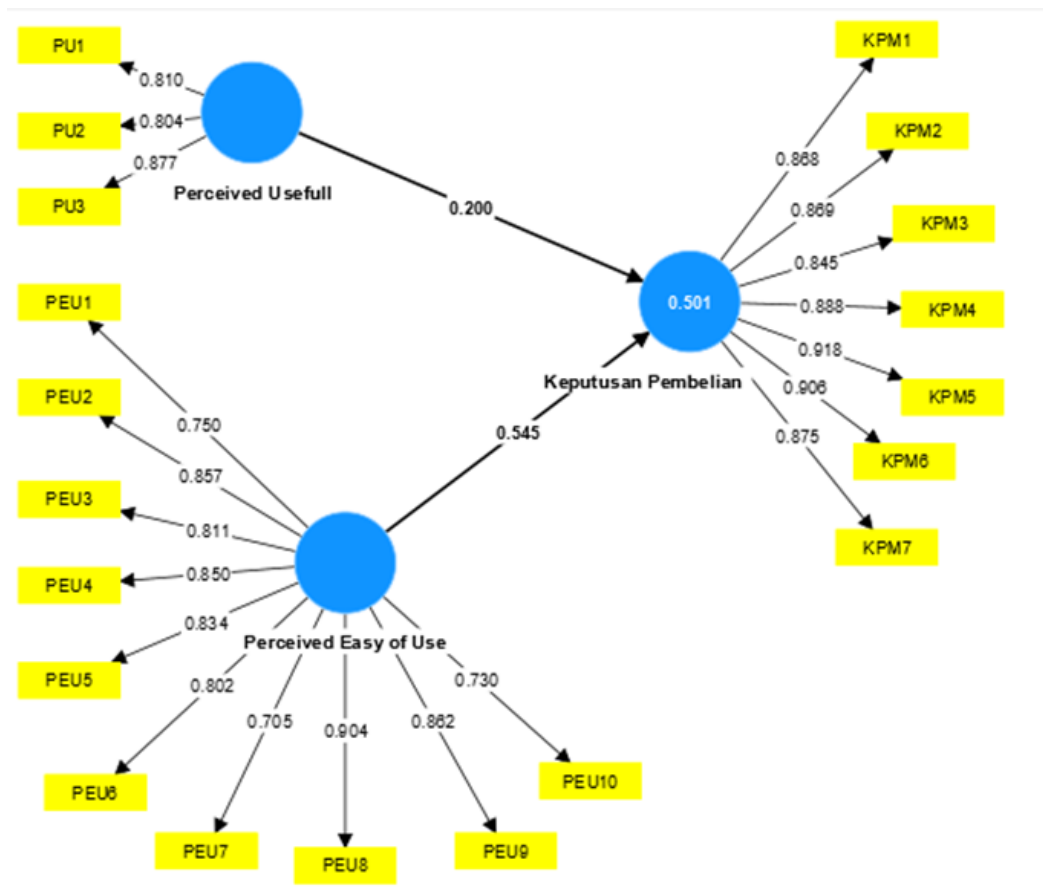 PU1
0.810
PU2
0.804
0.877
PU3
Perceived Usefull
0.200
KPM1
0.868
KPM2
0.869
KPM3
0.845
0.501
0.888
KPM4
0.918
KPM5
0.906
KPM6
0.875
KPM7
Keputusan Pembelian
0.545
PEU1
0.750
PEU2
0.857
PEU3
0.811
PEU4
0.850
0.834
PEU5
Perceived Easy of Use
0.802
PEU6
0.705
PEU7
0.904
PEU8
0.862
PEU9
0.730
PEU10